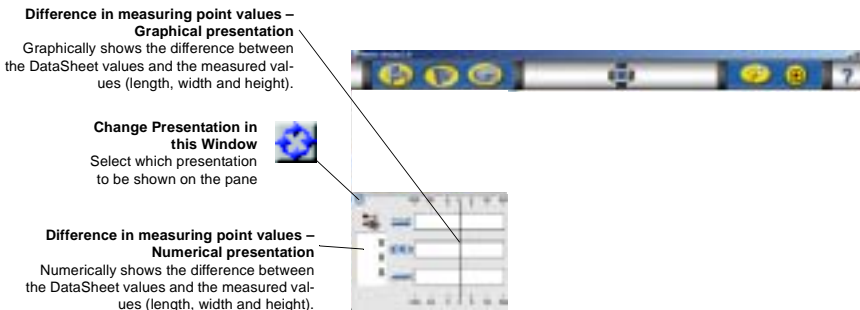 Difference in measuring point values –
Graphical presentation
Graphically shows the difference between
the DataSheet values and the measured val-
ues (length, width and height).
?
Change Presentation in
this Window
Select which presentation
to be shown on the pane
Difference in measuring point values –
Numerical presentation
Numerically shows the difference between
the DataSheet values and the measured val-
ues (length, width and height).